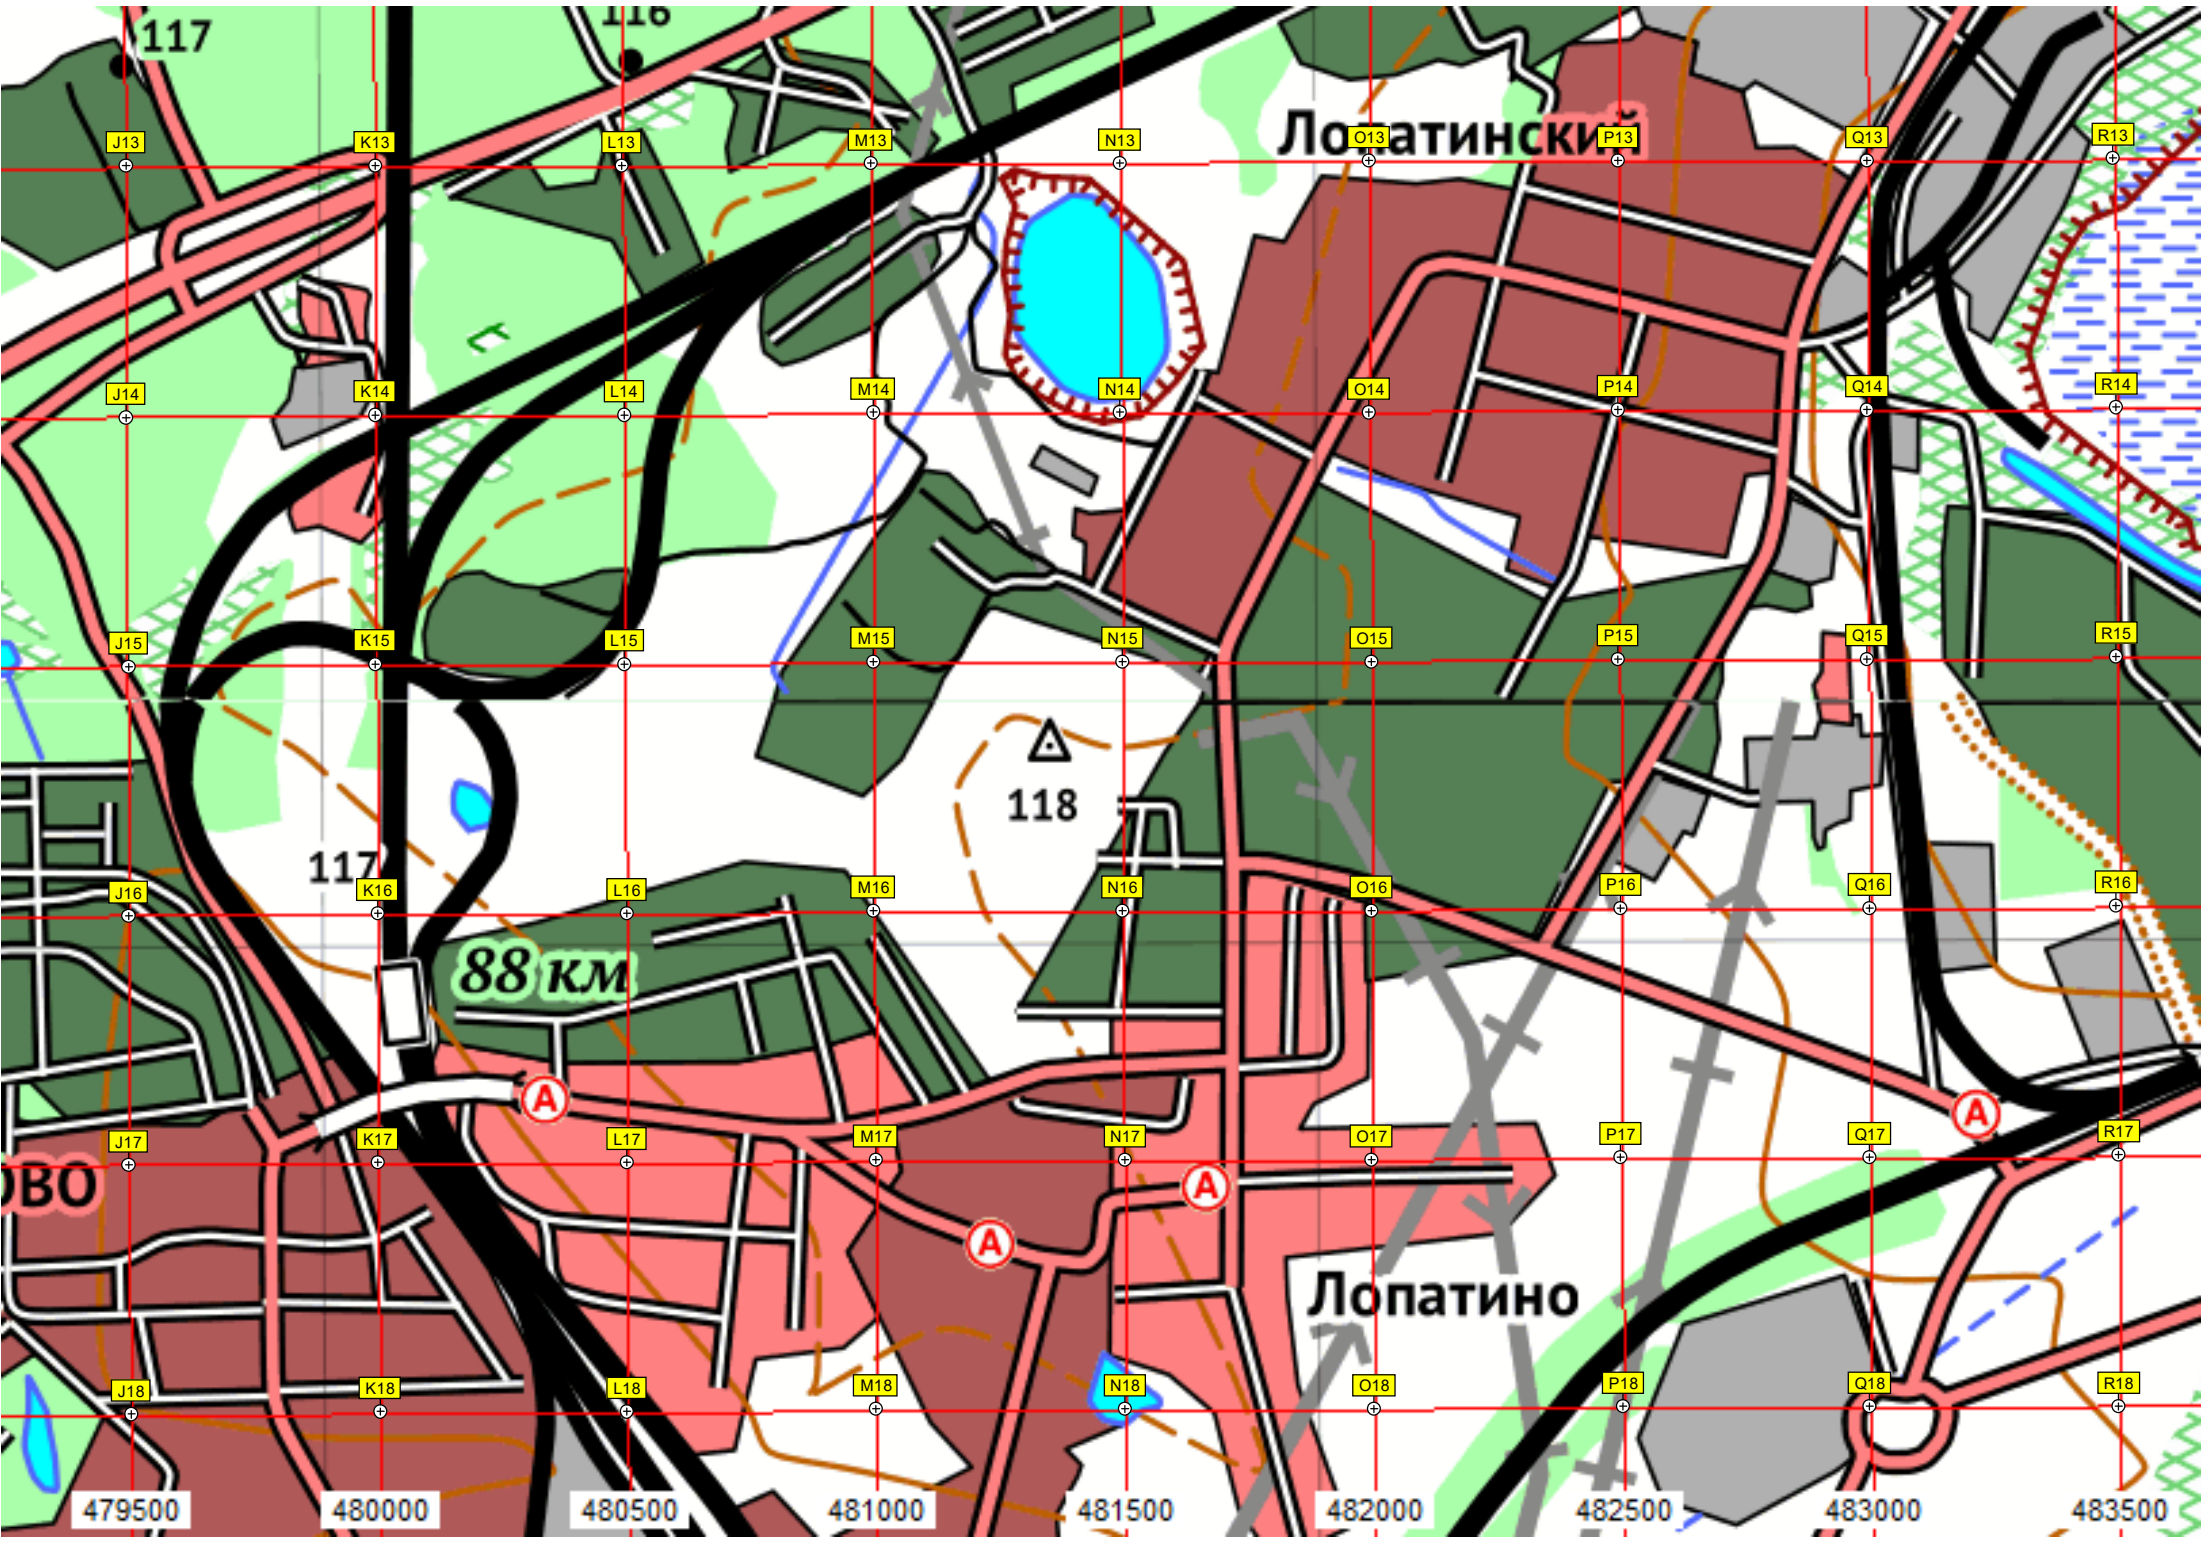 116
117
J13 K13 L13 M13 N13 O13 P13 Q13 R13
Лопатинский
J14 K14 L14 M14 N14 O14 P14 Q14 R14
J15 K15 L15 M15 N15 O15 P15 Q15 R15
118
117
J16 K16 L16 M16 N16 O16 P16 Q16 R16
88 км
А
А
J17 K17 L17 M17 N17 O17 P17 Q17 R17
ОВО
А
А
Лопатино
J18 K18 L18 M18 N18 O18 P18 Q18 R18
479500 480000 480500 481000 481500 482000 482500 483000 483500